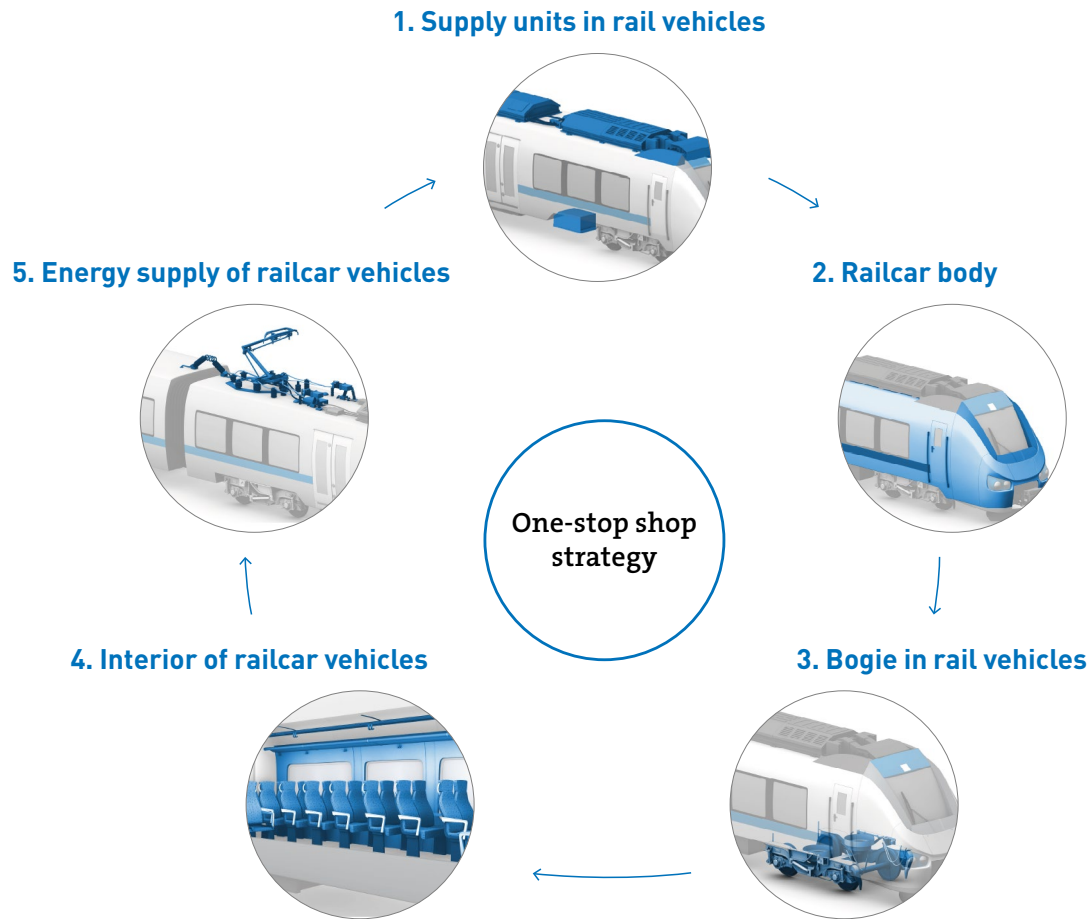 1. Supply units in rail vehicles
2. Railcar body
3. Bogie in rail vehicles
4. Interior of railcar vehicles
5. Energy supply of railcar vehicles
One-stop shop
strategy